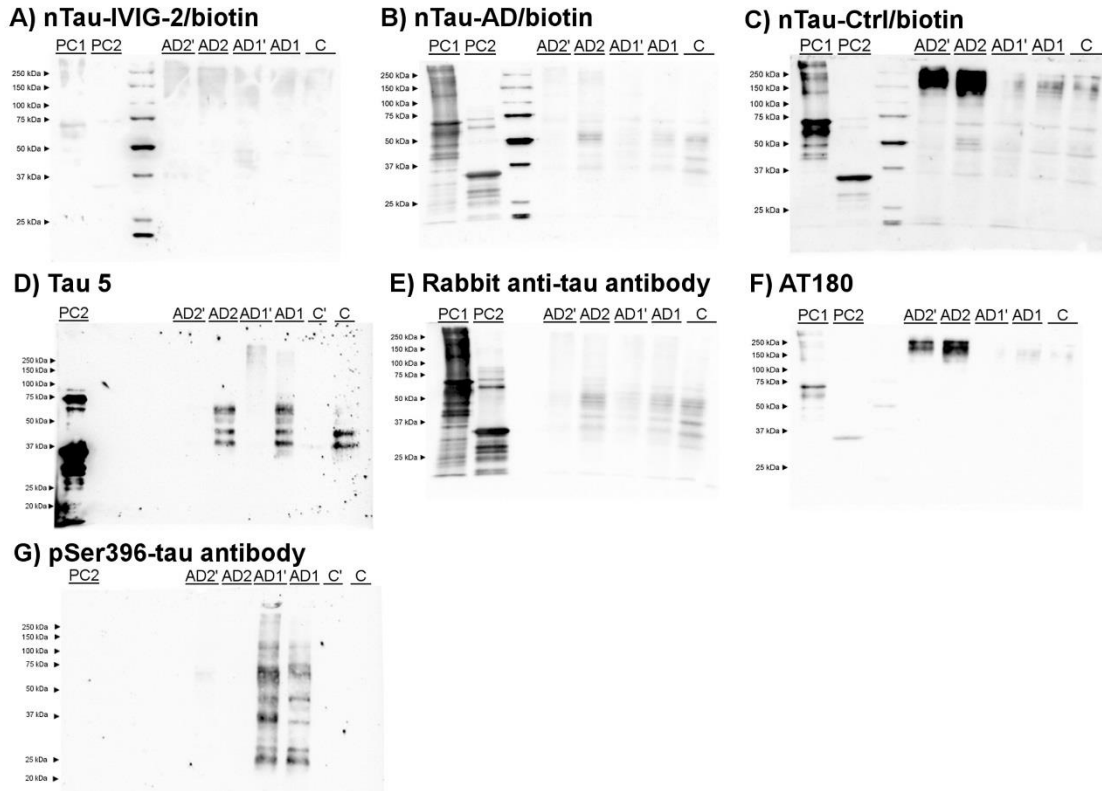 A) nTau-IVIG-2/biotin
PC1 PC2 AD2' AD2 AD1' AD1 C
250 kDa
150 kDa
100 kDa
75 kDa
50 kDa
37 kDa
25 kDa
B) nTau-AD/biotin
PC1 PC2 AD2' AD2 AD1' AD1 C
250 kDa
150 kDa
100 kDa
75 kDa
50 kDa
37 kDa
25 kDa
C) nTau-Ctrl/biotin
PC1 PC2 AD2' AD2 AD1' AD1 C
250 kDa
150 kDa
100 kDa
75 kDa
50 kDa
37 kDa
25 kDa
D) Tau 5
PC2 AD2' AD2 AD1' AD1 C' C
250 kDa
150 kDa
100 kDa
75 kDa
50 kDa
37 kDa
25 kDa
20 kDa
E) Rabbit anti-tau antibody
PC1 PC2 AD2' AD2 AD1' AD1 C
250 kDa
150 kDa
100 kDa
75 kDa
50 kDa
37 kDa
25 kDa
F) AT180
PC1 PC2 AD2' AD2 AD1' AD1 C
250 kDa
150 kDa
100 kDa
75 kDa
50 kDa
37 kDa
25 kDa
G) pSer396-tau antibody
PC2 AD2' AD2 AD1' AD1 C' C
250 kDa
150 kDa
100 kDa
75 kDa
50 kDa
37 kDa
25 kDa
20 kDa